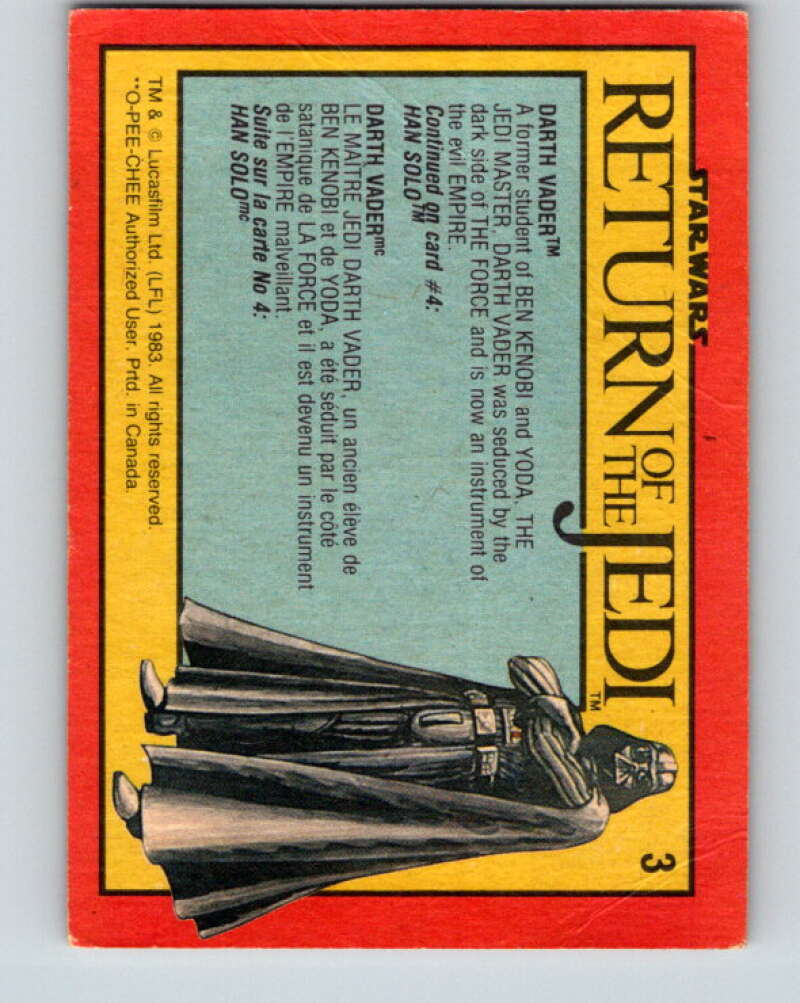 STAR WARS
RETURN OF THE JEDI™
3
DARTH VADER™
A former student of BEN KENOBI and YODA, THE
JEDI MASTER, DARTH VADER was seduced by the
dark side of THE FORCE and is now an instrument of
the evil EMPIRE.
Continued on card #4:
HAN SOLO™
DARTH VADERmc
LE MAÎTRE JEDI DARTH VADER, un ancien élève de
BEN KENOBI et de YODA, a été séduit par le côté
satanique de LA FORCE et il est devenu un instrument
de l'EMPIRE malveillant.
Suite sur la carte No 4:
HAN SOLOmc
TM & © Lucasfilm Ltd. (LFL) 1983. All rights reserved.
**O-PEE-CHEE Authorized User. Prtd. in Canada.